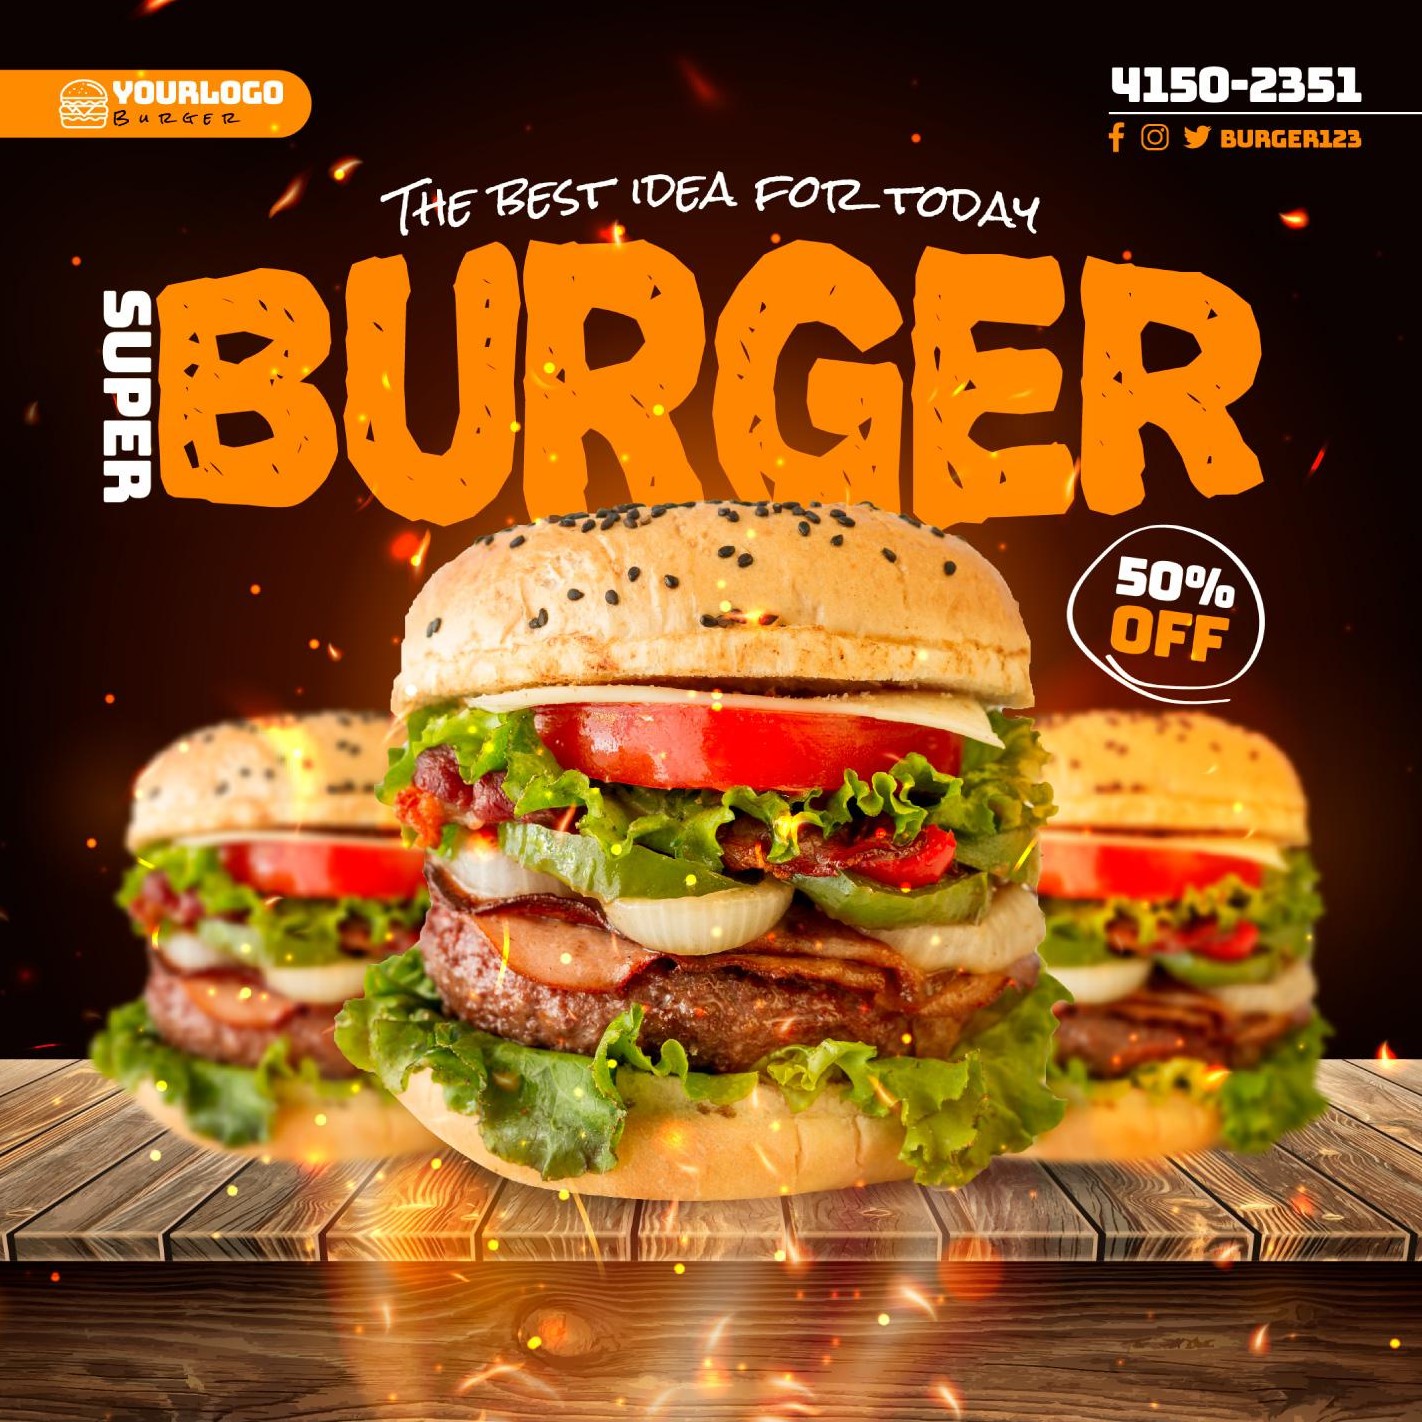 YOURLOGO
BURGER
4150-2351
BURGER123
THE BEST IDEA FOR TODAY
SUPER
BURGER
50%
OFF